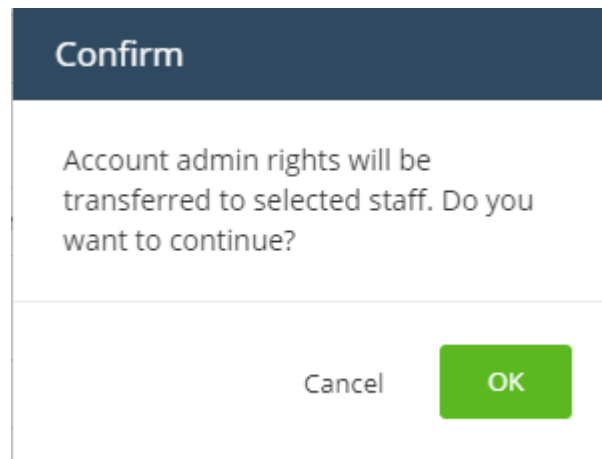 Confirm
Account admin rights will be
transferred to selected staff. Do you
want to continue?
Cancel
OK